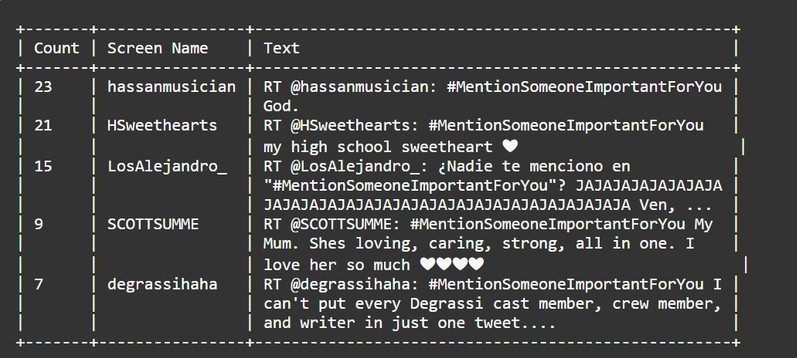 +-------+----------------+---------------------------------------------------+
| Count | Screen Name    | Text                                              |
+-------+----------------+---------------------------------------------------+
| 23    | hassanmusician | RT @hassanmusician: #MentionSomeoneImportantForYou |
|       |                | God.                                              |
| 21    | HSweethearts   | RT @HSweethearts: #MentionSomeoneImportantForYou  |
|       |                | my high school sweetheart ❤                       |
| 15    | LosAlejandro_  | RT @LosAlejandro_: ¿Nadie te menciono en          |
|       |                | "#MentionSomeoneImportantForYou"? JAJAJAJAJAJAJAJA |
|       |                | JAJAJAJAJAJAJAJAJAJAJAJAJAJAJAJAJAJAJAJA Ven, ... |
| 9     | SCOTTSUMME     | RT @SCOTTSUMME: #MentionSomeoneImportantForYou My |
|       |                | Mum. Shes loving, caring, strong, all in one. I   |
|       |                | love her so much ❤❤❤❤                             |
| 7     | degrassihaha   | RT @degrassihaha: #MentionSomeoneImportantForYou I |
|       |                | can't put every Degrassi cast member, crew member, |
|       |                | and writer in just one tweet....                  |
+-------+----------------+---------------------------------------------------+